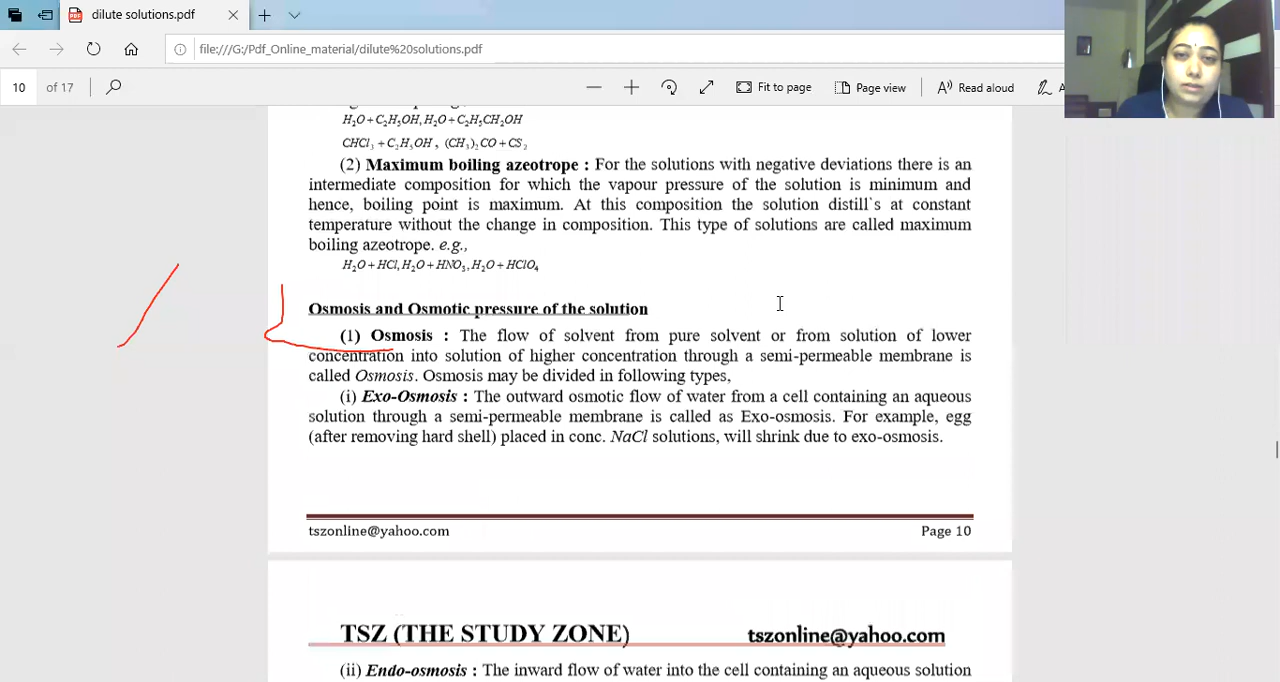 dilute solutions.pdf
file:///G:/Pdf_Online_material/dilute%20solutions.pdf
10 of 17
Fit to page
Page view
Read aloud
H2O+C2H5OH, H2O+C2H5CH2OH
CHCl3+C2H5OH, (CH3)2CO+CS2
(2) Maximum boiling azeotrope : For the solutions with negative deviations there is an
intermediate composition for which the vapour pressure of the solution is minimum and
hence, boiling point is maximum. At this composition the solution distill`s at constant
temperature without the change in composition. This type of solutions are called maximum
boiling azeotrope. e.g.,
H2O+HCl, H2O+HNO3, H2O+HClO4
Osmosis and Osmotic pressure of the solution
(1) Osmosis : The flow of solvent from pure solvent or from solution of lower
concentration into solution of higher concentration through a semi-permeable membrane is
called Osmosis. Osmosis may be divided in following types,
(i) Exo-Osmosis : The outward osmotic flow of water from a cell containing an aqueous
solution through a semi-permeable membrane is called as Exo-osmosis. For example, egg
(after removing hard shell) placed in conc. NaCl solutions, will shrink due to exo-osmosis.
tszonline@yahoo.com Page 10
TSZ (THE STUDY ZONE) tszonline@yahoo.com
(ii) Endo-osmosis : The inward flow of water into the cell containing an aqueous solution